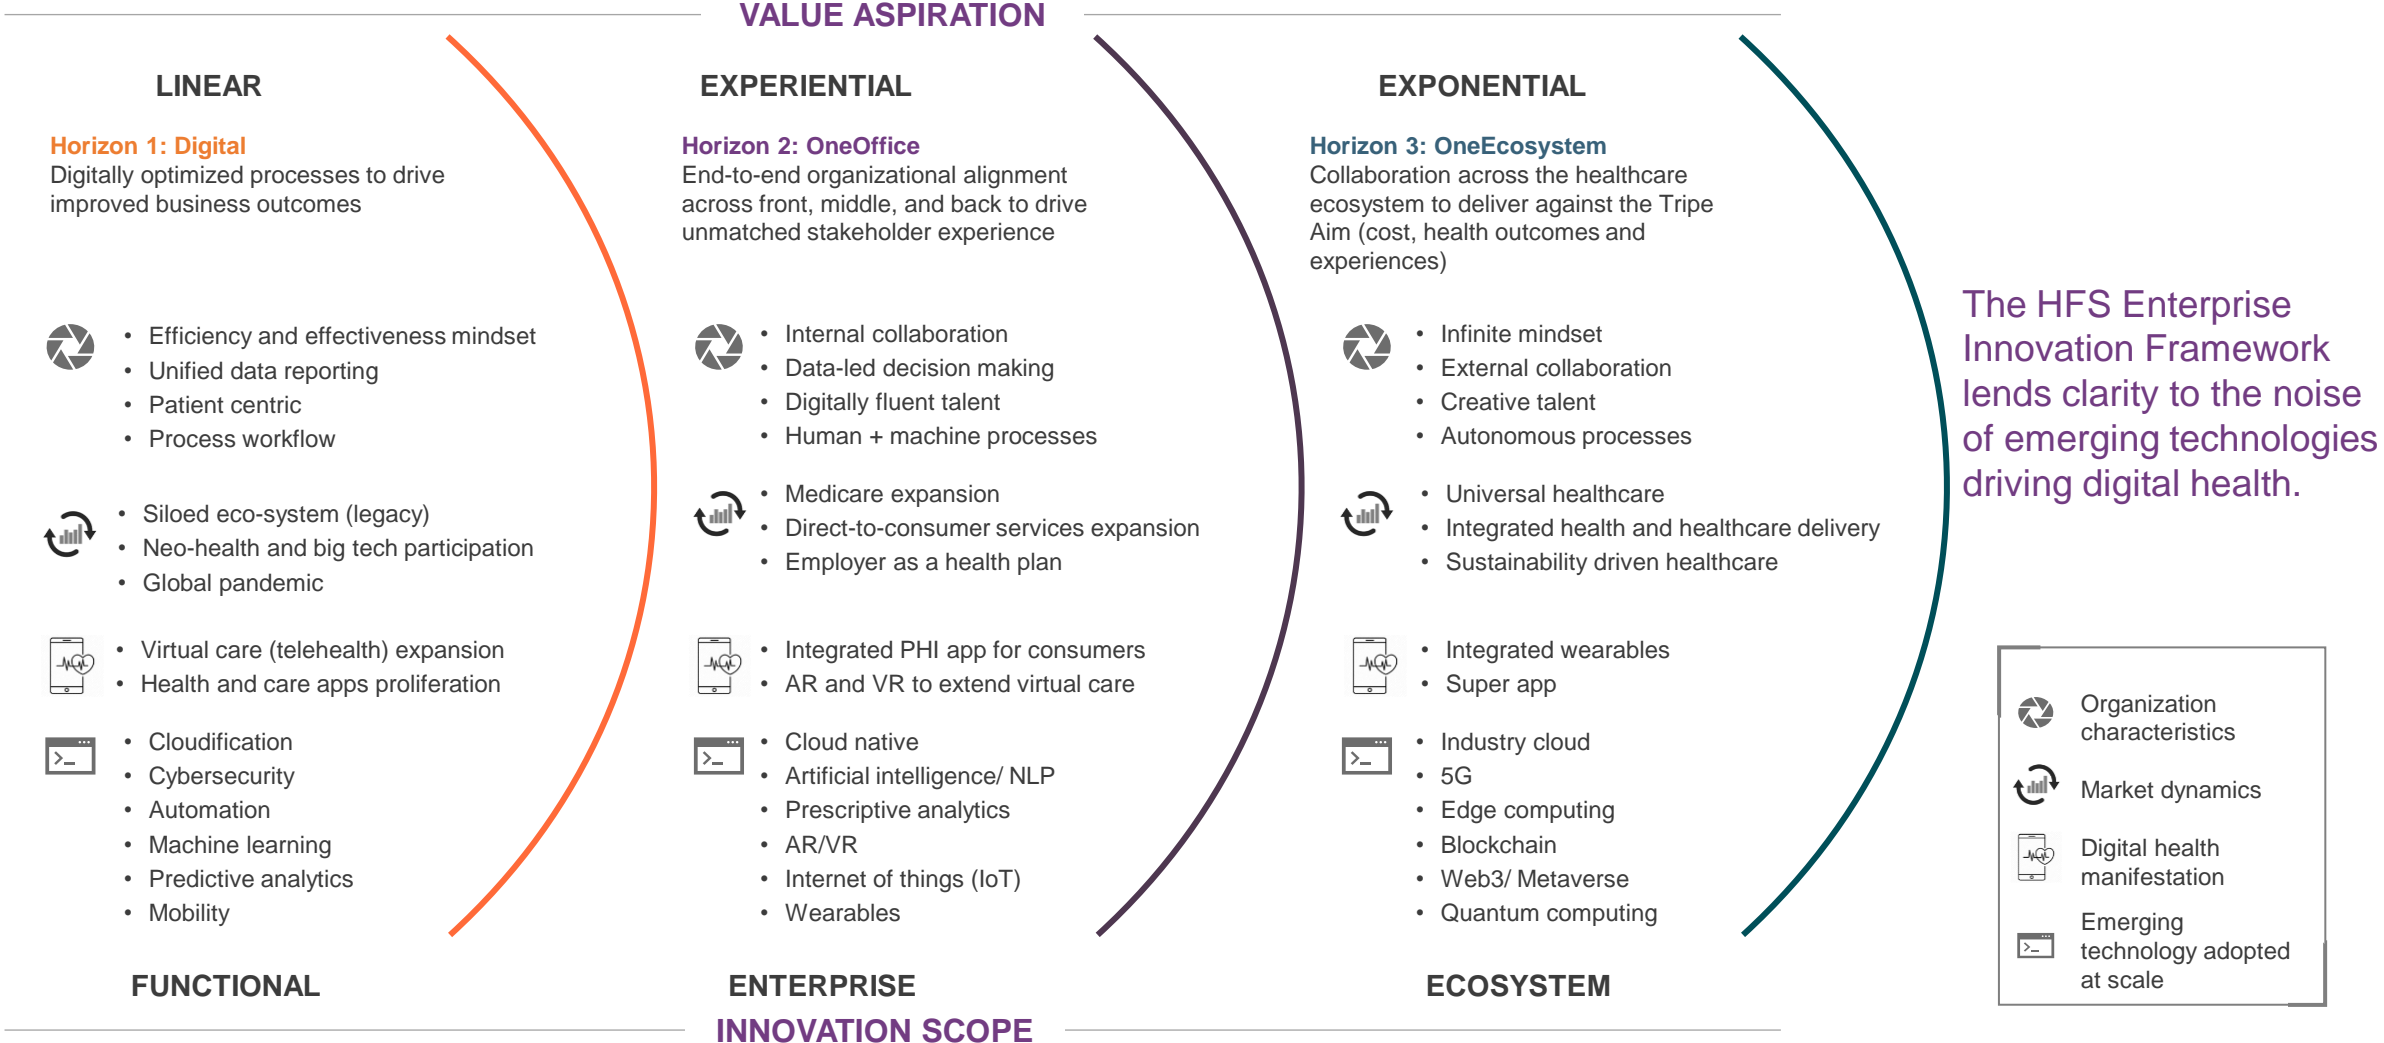 VALUE ASPIRATION
LINEAR
Horizon 1: Digital
Digitally optimized processes to drive
improved business outcomes
• Efficiency and effectiveness mindset
• Unified data reporting
• Patient centric
• Process workflow
• Siloed eco-system (legacy)
• Neo-health and big tech participation
• Global pandemic
• Virtual care (telehealth) expansion
• Health and care apps proliferation
• Cloudification
• Cybersecurity
• Automation
• Machine learning
• Predictive analytics
• Mobility
FUNCTIONAL
EXPERIENTIAL
Horizon 2: OneOffice
End-to-end organizational alignment
across front, middle, and back to drive
unmatched stakeholder experience
• Internal collaboration
• Data-led decision making
• Digitally fluent talent
• Human + machine processes
• Medicare expansion
• Direct-to-consumer services expansion
• Employer as a health plan
• Integrated PHI app for consumers
• AR and VR to extend virtual care
• Cloud native
• Artificial intelligence/ NLP
• Prescriptive analytics
• AR/VR
• Internet of things (IoT)
• Wearables
ENTERPRISE
EXPONENTIAL
Horizon 3: OneEcosystem
Collaboration across the healthcare
ecosystem to deliver against the Tripe
Aim (cost, health outcomes and
experiences)
• Infinite mindset
• External collaboration
• Creative talent
• Autonomous processes
• Universal healthcare
• Integrated health and healthcare delivery
• Sustainability driven healthcare
• Integrated wearables
• Super app
• Industry cloud
• 5G
• Edge computing
• Blockchain
• Web3/ Metaverse
• Quantum computing
ECOSYSTEM
INNOVATION SCOPE
The HFS Enterprise
Innovation Framework
lends clarity to the noise
of emerging technologies
driving digital health.
Organization
characteristics
Market dynamics
Digital health
manifestation
Emerging
technology adopted
at scale